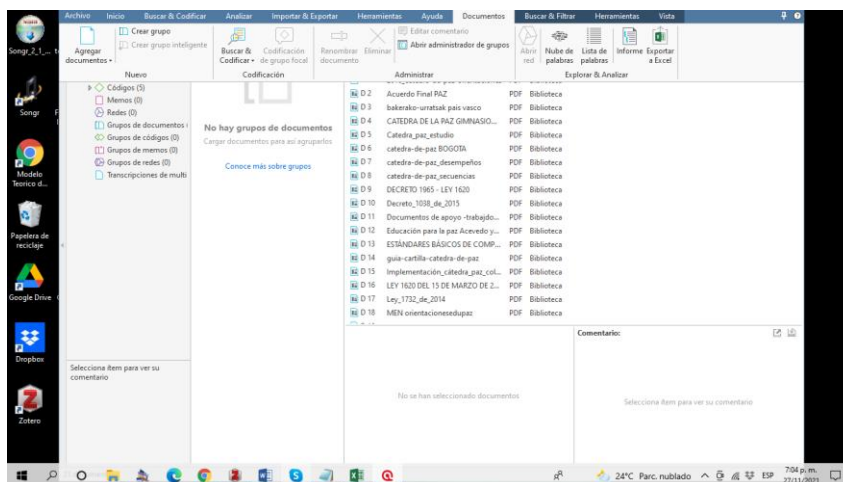 Archivo Inicio Buscar & Codificar Analizar Importar & Exportar Herramientas Ayuda Documentos Buscar & Filtrar Herramientas Vista
Songr_2_1_...
Agregar
documentos
Crear grupo
Crear grupo inteligente
Nuevo
Buscar &
Codificar
Codificación
de grupo focal
Codificación
Renombrar
documento
Eliminar
Editar comentario
Abrir administrador de grupos
Administrar
Abrir
red
Nube de
palabras
Lista de
palabras
Informe
Exportar
a Excel
Explorar & Analizar
Códigos (5)
Memos (0)
Redes (0)
Grupos de documentos
Grupos de códigos (0)
Grupos de memos (0)
Grupos de redes (0)
Transcripciones de multi
No hay grupos de documentos
Cargar documentos para así agruparlos
Conoce más sobre grupos
D 2 Acuerdo Final PAZ PDF Biblioteca
D 3 bakerako-urratsak pais vasco PDF Biblioteca
D 4 CATEDRA DE LA PAZ GIMNASIO... PDF Biblioteca
D 5 Catedra_paz_estudio PDF Biblioteca
D 6 catedra-de-paz BOGOTA PDF Biblioteca
D 7 catedra-de-paz_desempeños PDF Biblioteca
D 8 catedra-de-paz_secuencias PDF Biblioteca
D 9 DECRETO 1965 - LEY 1620 PDF Biblioteca
D 10 Decreto_1038_de_2015 PDF Biblioteca
D 11 Documentos de apoyo -trabajdo... PDF Biblioteca
D 12 Educación para la paz Acevedo y... PDF Biblioteca
D 13 ESTÁNDARES BÁSICOS DE COMP... PDF Biblioteca
D 14 guia-cartilla-catedra-de-paz PDF Biblioteca
D 15 Implementación_cátedra_paz_col... PDF Biblioteca
D 16 LEY 1620 DEL 15 DE MARZO DE 2... PDF Biblioteca
D 17 Ley_1732_de_2014 PDF Biblioteca
D 18 MEN orientacionesedupaz PDF Biblioteca
Selecciona ítem para ver su
comentario
No se han seleccionado documentos
Comentario:
Selecciona ítem para ver su comentario
Songr
Modelo
Teorico d...
Papelera de
reciclaje
Google Drive
Dropbox
Zotero
24°C Parc. nublado
ESP
7:04 p. m.